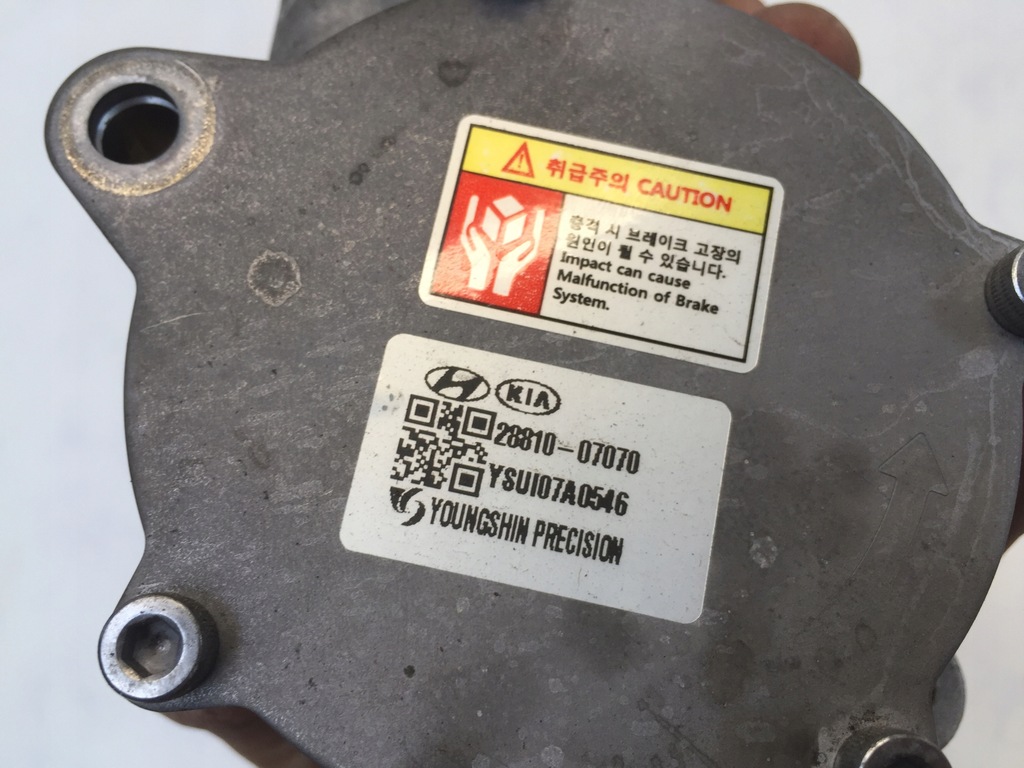 취급주의 CAUTION
충격 시 브레이크 고장의
원인이 될 수 있습니다.
Impact can cause
Malfunction of Brake
System.
KIA
28810-07070
YSUI07A0546
YOUNGSHIN PRECISION